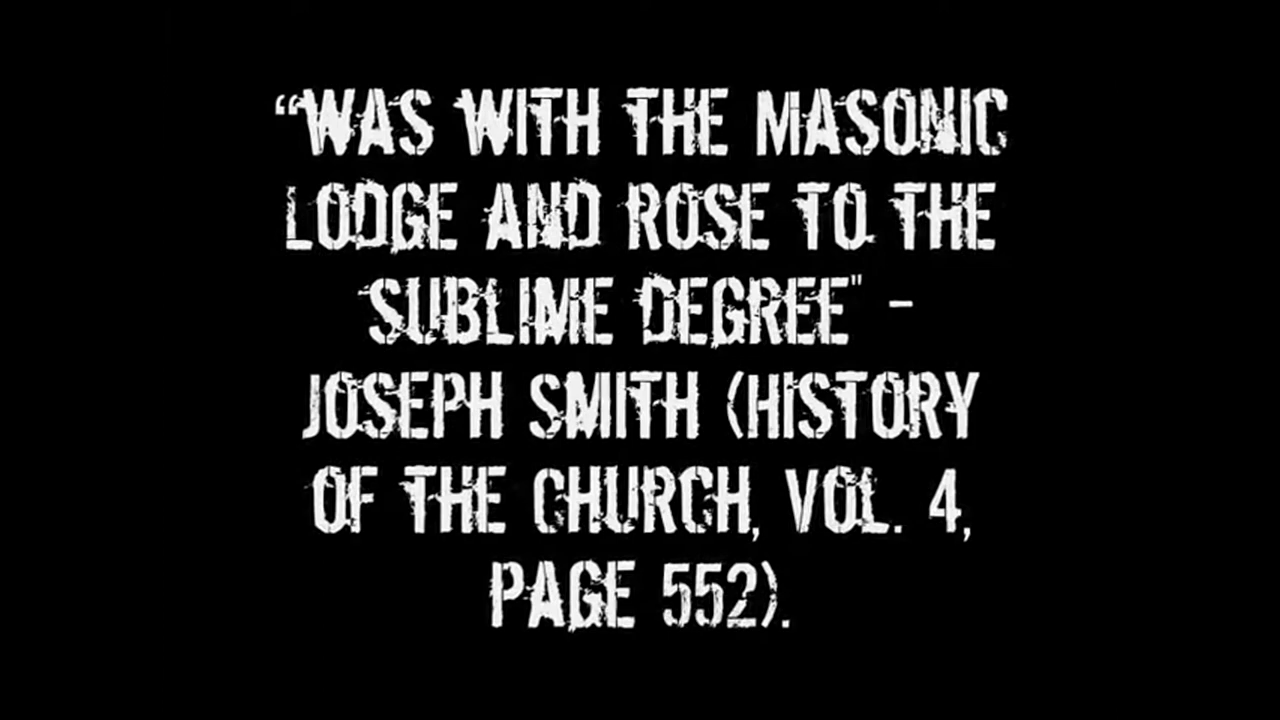 “WAS WITH THE MASONIC
LODGE AND ROSE TO THE
SUBLIME DEGREE" -
JOSEPH SMITH (HISTORY
OF THE CHURCH, VOL. 4,
PAGE 552).